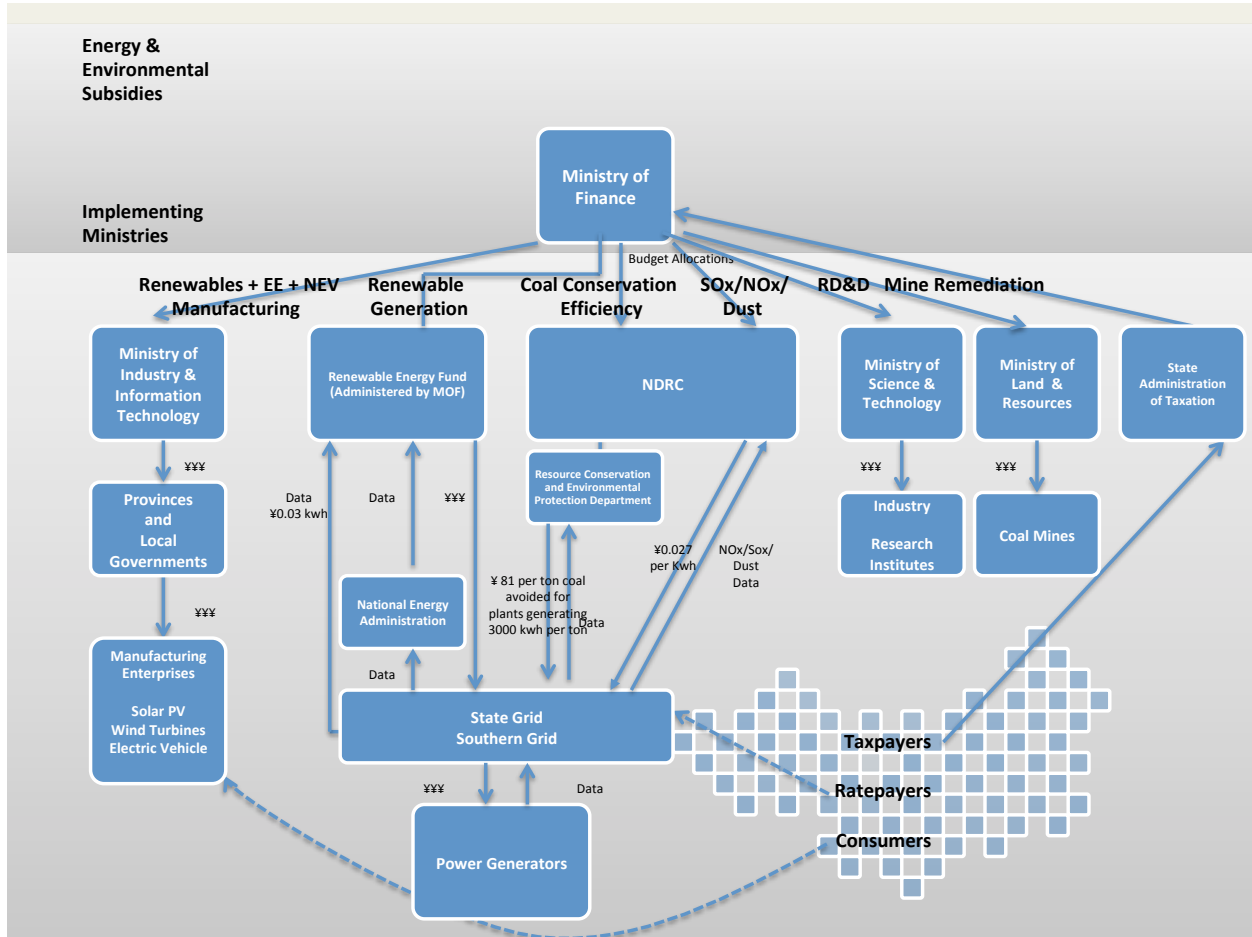 Energy &
Environmental
Subsidies
Ministry of
Finance
Implementing
Ministries
Budget Allocations
Renewables + EE + NEV
Manufacturing
Renewable
Generation
Coal Conservation
Efficiency
SOx/NOx/
Dust
RD&D
Mine Remediation
Ministry of
Industry &
Information
Technology
Renewable Energy Fund
(Administered by MOF)
NDRC
Ministry of
Science &
Technology
Ministry of
Land &
Resources
State
Administration
of Taxation
¥¥¥
Data
¥0.03 kwh
Data
¥¥¥
Resource Conservation
and Environmental
Protection Department
¥¥¥
¥¥¥
Provinces
and
Local
Governments
Industry
Research
Institutes
Coal Mines
¥0.027
per Kwh
NOx/Sox/
Dust
Data
¥ 81 per ton coal
avoided for
plants generating
3000 kwh per ton
Data
National Energy
Administration
¥¥¥
Data
Manufacturing
Enterprises
Solar PV
Wind Turbines
Electric Vehicle
State Grid
Southern Grid
Taxpayers
Ratepayers
Consumers
¥¥¥
Data
Power Generators